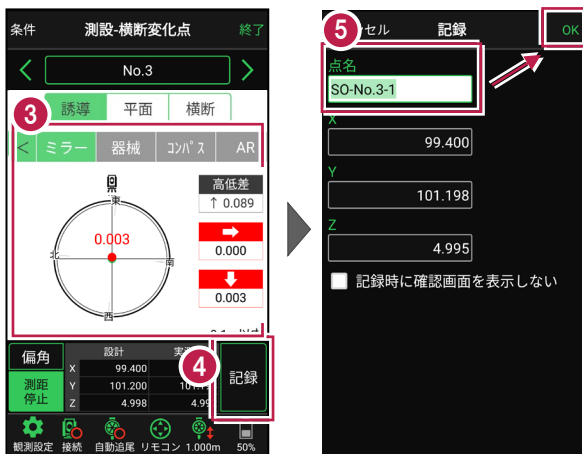 条件 測設-横断変化点 終了
No.3
3
誘導 平面 横断
< ミラー 器械 コンパス AR
東
北
南
西
0.003
高低差
↑ 0.089
0.000
0.003
偏角
測距
停止
設計
X 99.400
Y 101.200
Z 4.998 4.99
4
記録
観測設定 接続 自動追尾 リモコン 1.000m 50%
5
セル 記録 OK
点名
SO-No.3-1
X
99.400
Y
101.198
Z
4.995
記録時に確認画面を表示しない